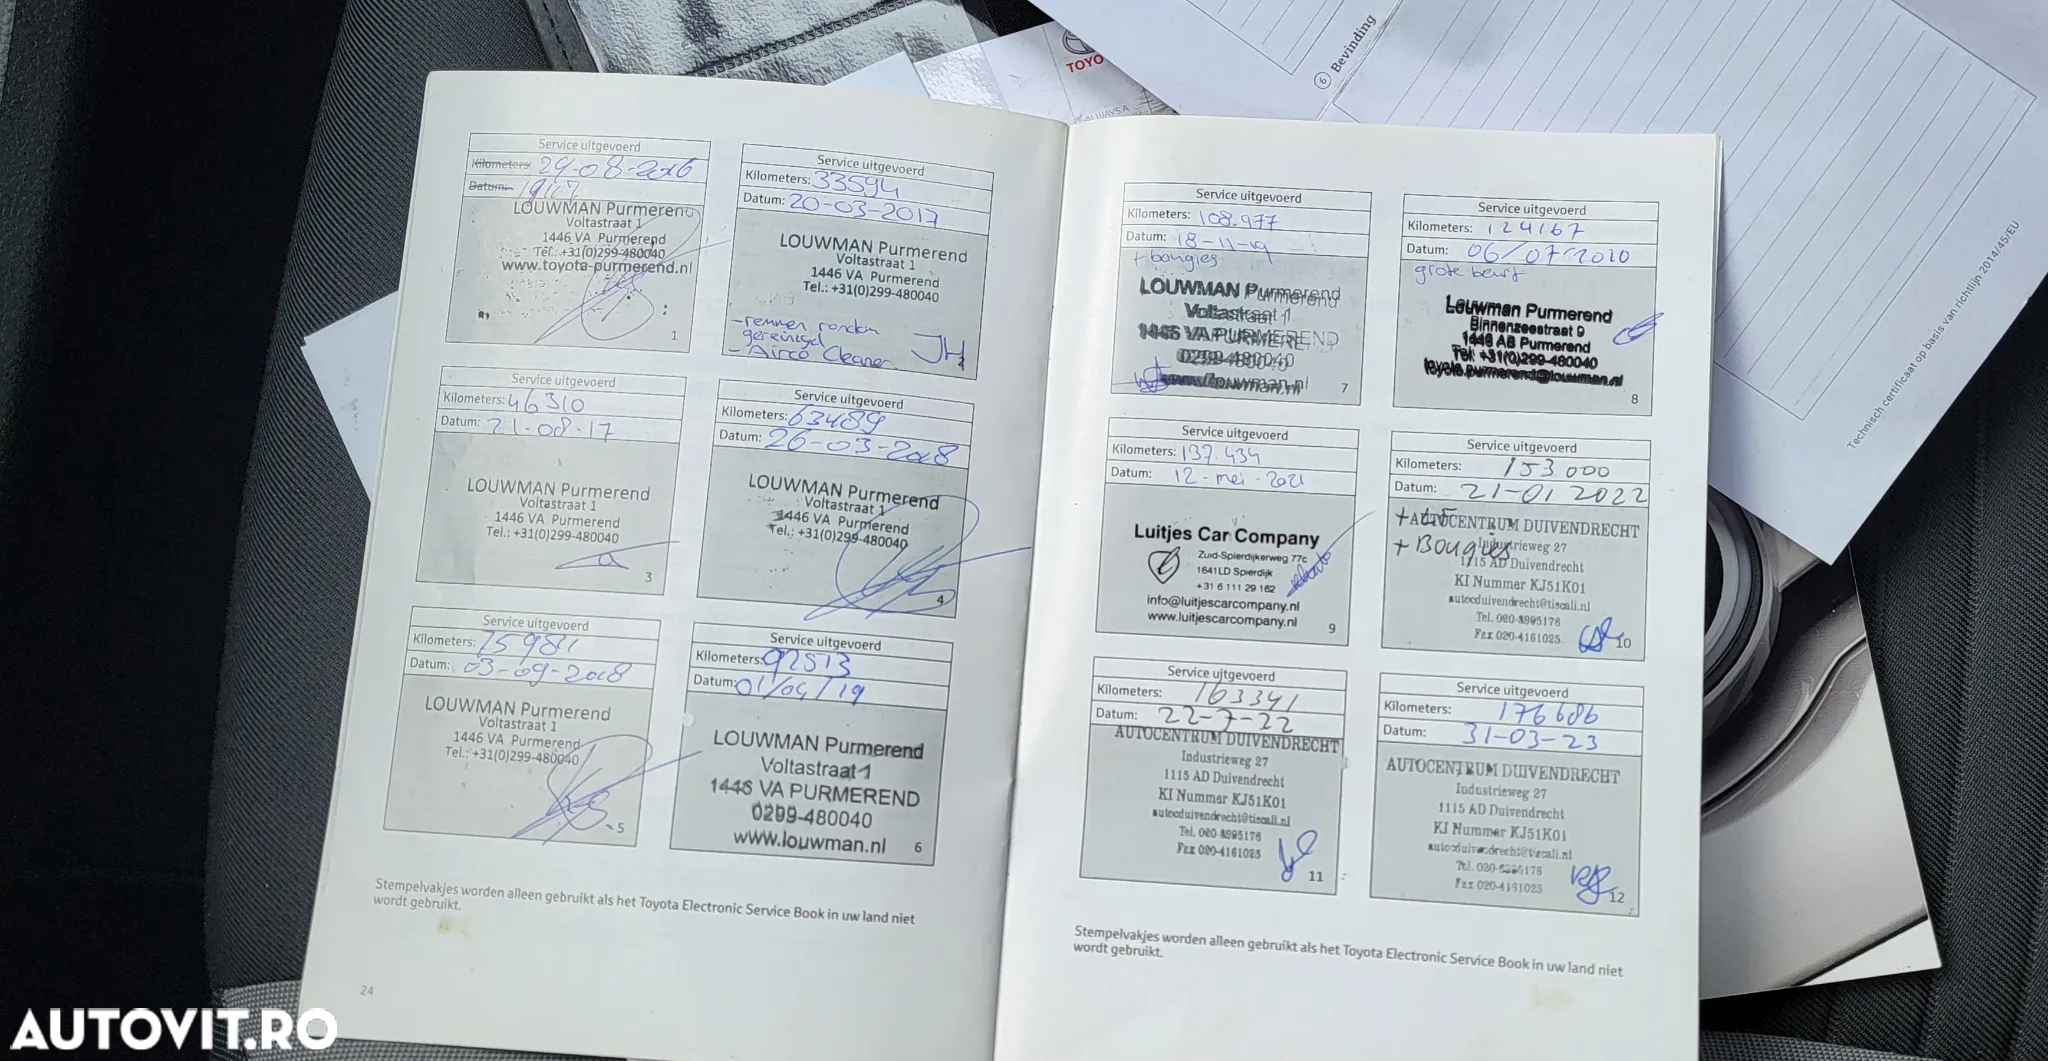 TOYO
ALWAYS A
6 Bevinding
Technisch certificaat op basis van richtlijn 2014/45/EU
Service uitgevoerd
Kilometers: 24-08-2016
Datum:
LOUWMAN Purmerend
Voltastraat 1
1446 VA Purmerend
Tel.: +31(0)299-480040
www.toyota-purmerend.nl
1
Service uitgevoerd
Kilometers: 33594
Datum: 20-03-2017
LOUWMAN Purmerend
Voltastraat 1
1446 VA Purmerend
Tel.: +31(0)299-480040
-remmen rondom
gereinigd
- Airco Cleaner JH
2
Service uitgevoerd
Kilometers: 46310
Datum: 21-08-17
LOUWMAN Purmerend
Voltastraat 1
1446 VA Purmerend
Tel.: +31(0)299-480040
3
Service uitgevoerd
Kilometers: 63489
Datum: 26-03-2018
LOUWMAN Purmerend
Voltastraat 1
1446 VA Purmerend
Tel.: +31(0)299-480040
4
Service uitgevoerd
Kilometers: 75984
Datum: 03-09-2018
LOUWMAN Purmerend
Voltastraat 1
1446 VA Purmerend
Tel.: +31(0)299-480040
5
Service uitgevoerd
Kilometers: 92513
Datum: 01/04/19
LOUWMAN Purmerend
Voltastraat 1
1446 VA PURMEREND
0299-480040
www.louwman.nl 6
Stempelvakjes worden alleen gebruikt als het Toyota Electronic Service Book in uw land niet
wordt gebruikt.
24
Service uitgevoerd
Kilometers: 108.977
Datum: 18-11-19
+ bougies
LOUWMAN Purmerend
Voltastraat 1
1446 VA PURMEREND
0299-480040
www.louwman.nl 7
Service uitgevoerd
Kilometers: 124167
Datum: 06/07/2020
grote beurt
Louwman Purmerend
Binnenzeestraat 9
1446 AB Purmerend
Tel: +31(0)299-480040
toyota.purmerend@louwman.nl
8
Service uitgevoerd
Kilometers: 137.434
Datum: 12-mei-2021
Luitjes Car Company
Zuid-Spierdijkerweg 77c
1641LD Spierdijk
+31 6 111 29 162
info@luitjescarcompany.nl
www.luitjescarcompany.nl 9
Service uitgevoerd
Kilometers: 153.000
Datum: 21-01 2022
AUTOCENTRUM DUIVENDRECHT
Industrieweg 27
+ Bougies
1115 AD Duivendrecht
KI Nummer KJ51K01
autocduivendrecht@tiscali.nl
Tel. 020-8995176
Fax 020-4161025 10
Service uitgevoerd
Kilometers: 163341
Datum: 22-7-22
AUTOCENTRUM DUIVENDRECHT
Industrieweg 27
1115 AD Duivendrecht
KI Nummer KJ51K01
autocduivendrecht@tiscali.nl
Tel. 020 8995176
Fax 020-4161025
11
Service uitgevoerd
Kilometers: 176686
Datum: 31-03-23
AUTOCENTRUM DUIVENDRECHT
Industrieweg 27
1115 AD Duivendrecht
KI Nummer KJ51K01
autocduivendrecht@tiscali.nl
Tel. 020-8995176
Fax 020-4161025 12
Stempelvakjes worden alleen gebruikt als het Toyota Electronic Service Book in uw land niet
wordt gebruikt.
AUTOVIT.RO